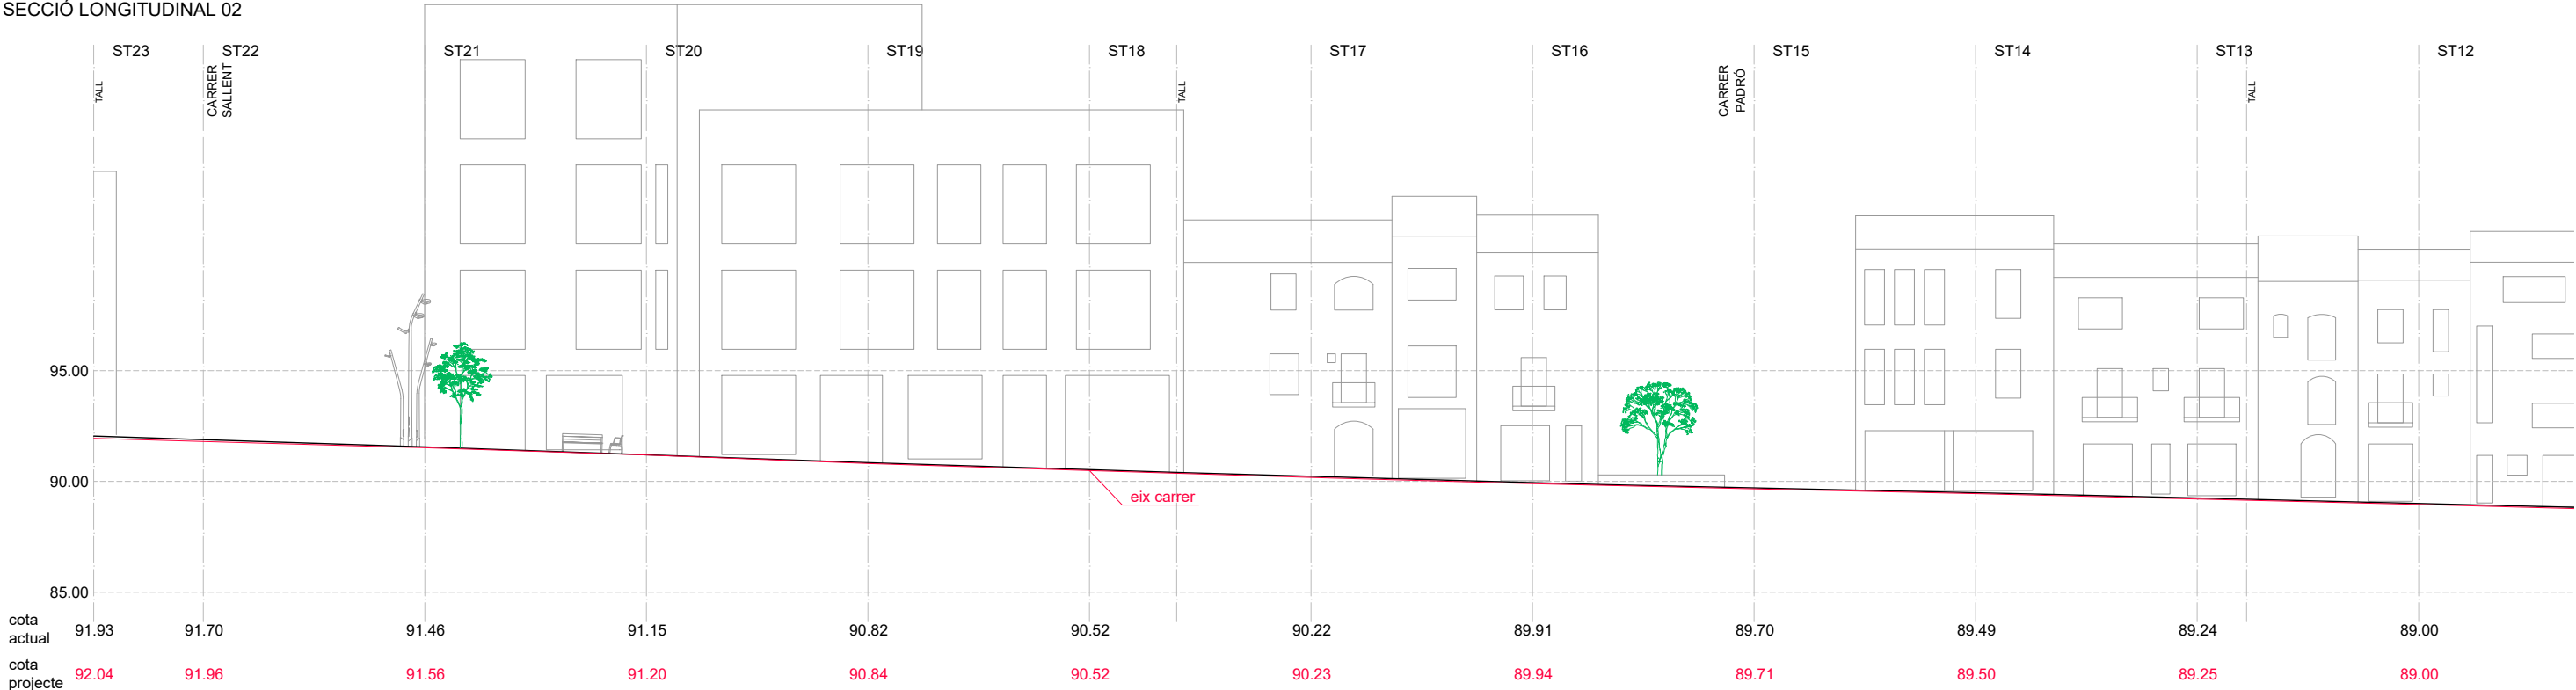 SECCIÓ LONGITUDINAL 02
ST23 ST22 ST21 ST20 ST19 ST18 ST17 ST16 ST15 ST14 ST13 ST12
TALL
CARRER
SALLENT
TALL
CARRER
PADRÓ
TALL
95.00
90.00
eix carrer
85.00
cota
actual
91.93 91.70 91.46 91.15 90.82 90.52 90.22 89.91 89.70 89.49 89.24 89.00
cota
projecte
92.04 91.96 91.56 91.20 90.84 90.52 90.23 89.94 89.71 89.50 89.25 89.00